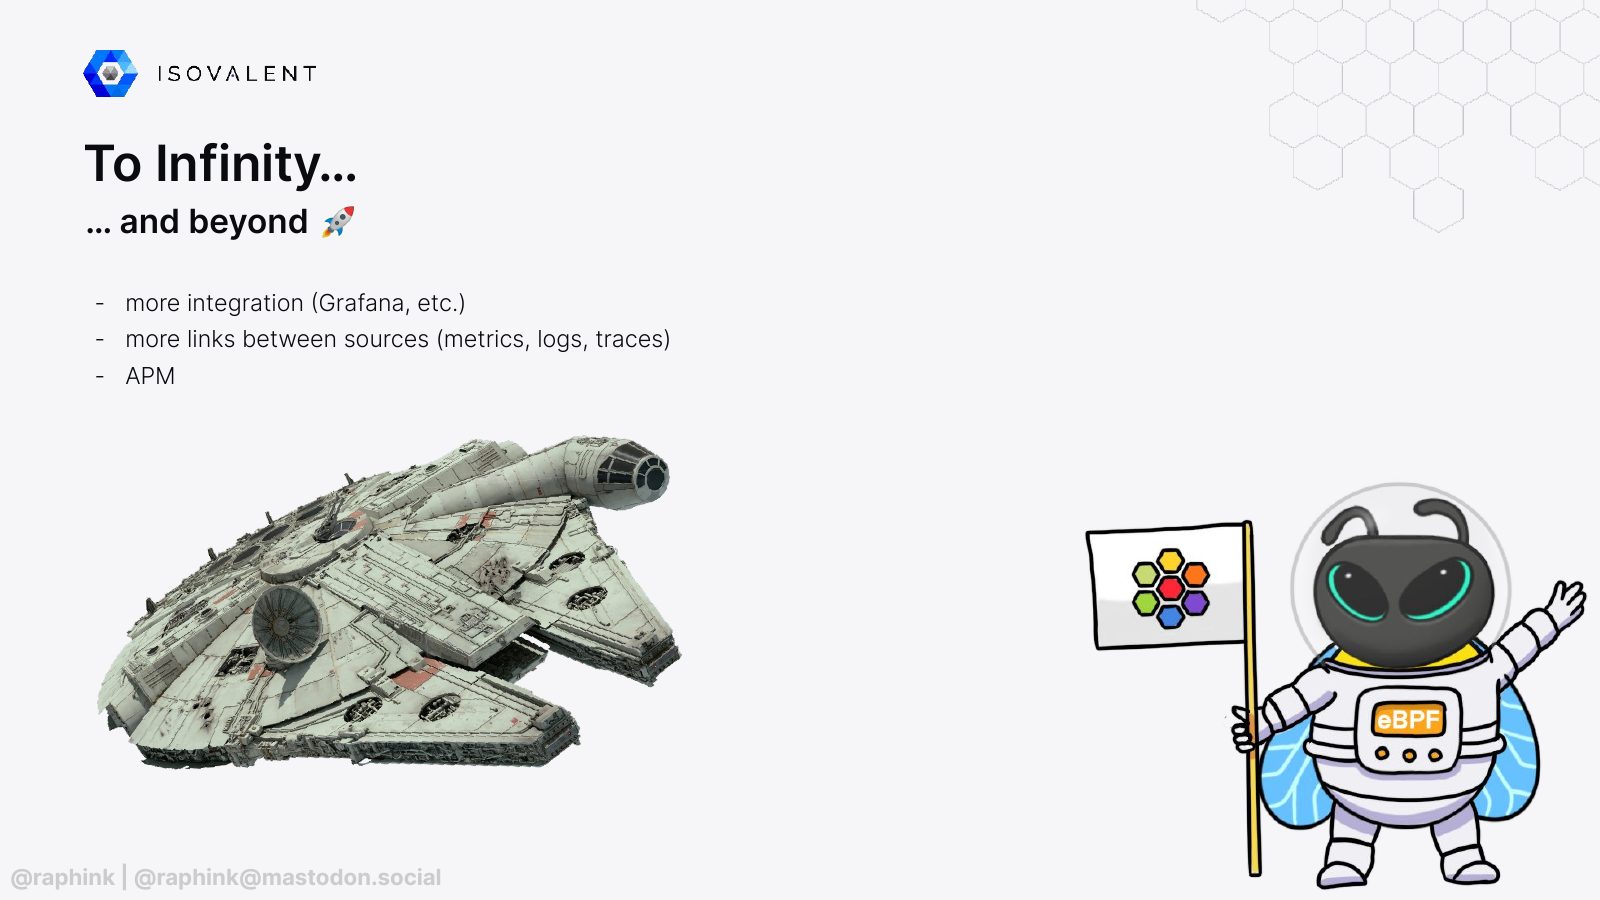 ISOVALENT
To Infinity...
... and beyond 🚀
- more integration (Grafana, etc.)
- more links between sources (metrics, logs, traces)
- APM
eBPF
@raphink | @raphink@mastodon.social